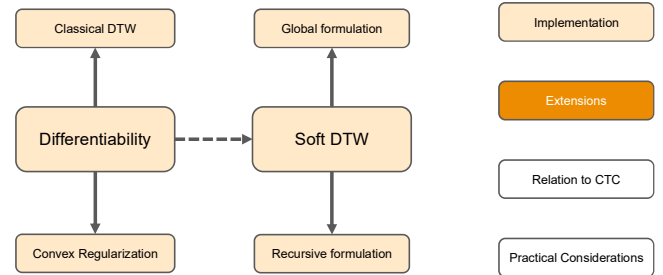 Classical DTW
Global formulation
Implementation
Differentiability
Soft DTW
Extensions
Relation to CTC
Convex Regularization
Recursive formulation
Practical Considerations